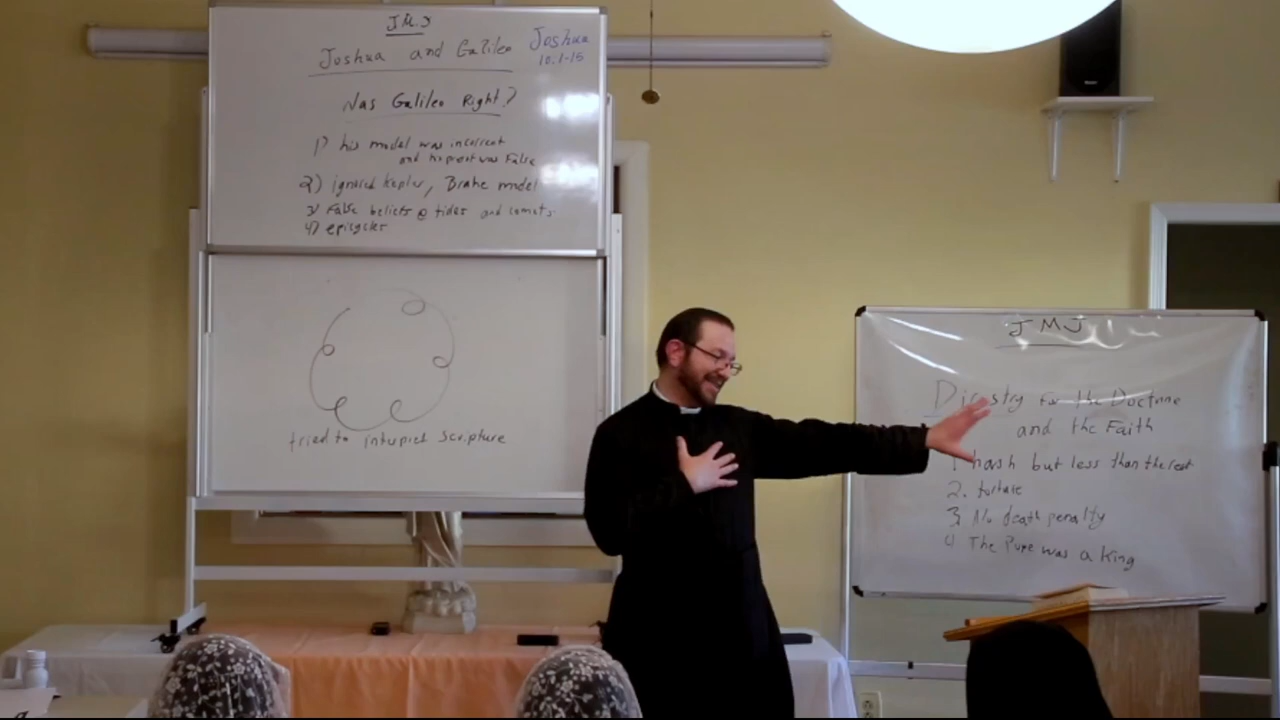 J.M.J
Joshua and Galileo
Joshua
10:1-15
Was Galileo Right?
1) his model was incorrect
and his proof was False
2) ignored Kepler, Brahe model
3) False beliefs @ tides and comets.
4) epicycles
tried to intrupret Scripture
JMJ
for the Doctrine
and the Faith
1. harsh but less than the rest
2. torture
3. No death penalty
4 The Pope was a King